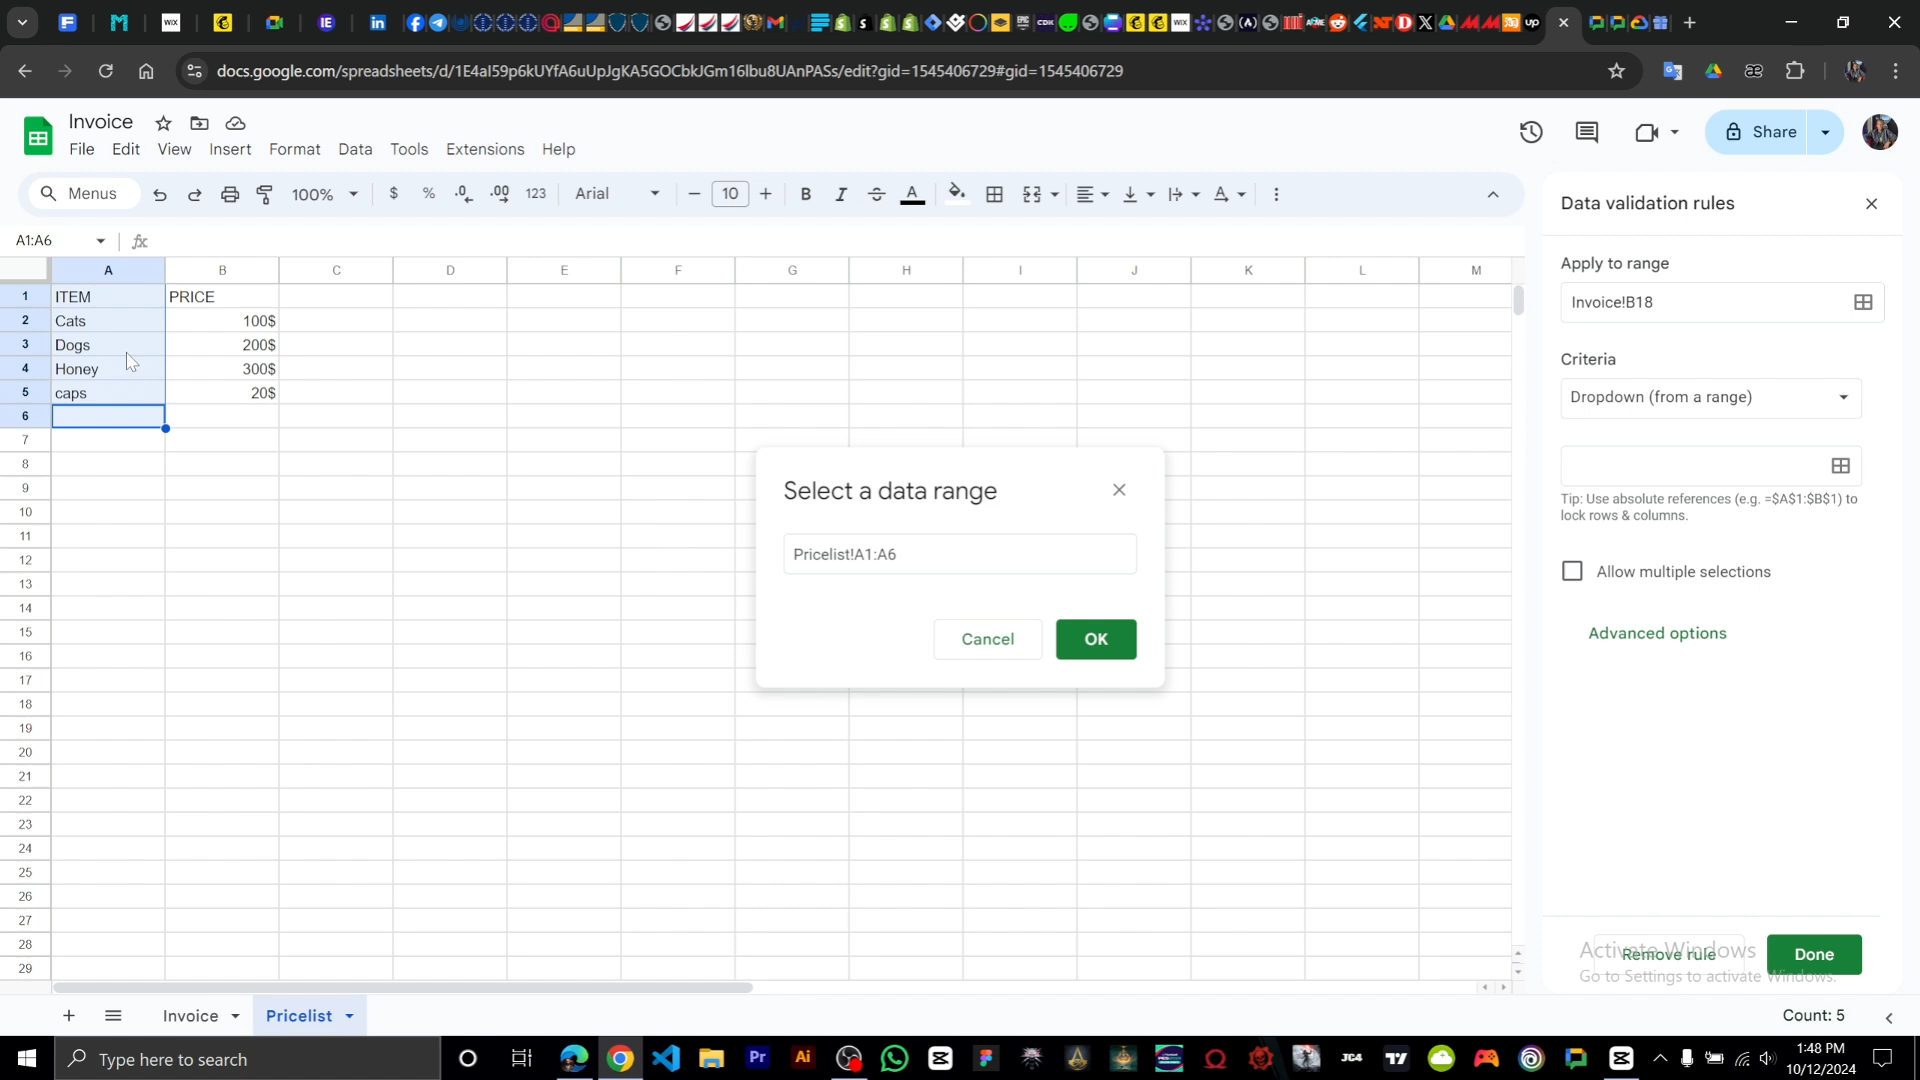 docs.google.com/spreadsheets/d/1E4aI59p6kUYfA6uUpJgKA5GOCbkJGm16lbu8UAnPASs/edit?gid=1545406729#gid=1545406729
Invoice
File Edit View Insert Format Data Tools Extensions Help
Share
Menus 100% $ % .0 .00 123 Arial 10 B I A
Data validation rules
A1:A6 fx
A B C D E F G H I J K L M
Apply to range
1 ITEM PRICE
Invoice!B18
2 Cats 100$
3 Dogs 200$
Criteria
4 Honey 300$
5 caps 20$
Dropdown (from a range)
6
7
8
9
Select a data range
Tip: Use absolute references (e.g. =$A$1:$B$1) to
lock rows & columns.
10
11
12
Pricelist!A1:A6
Allow multiple selections
13
14
15
Cancel OK
Advanced options
16
17
18
19
20
21
22
23
24
25
26
27
28
29
Activate Windows
Remove rule
Done
Go to Settings to activate Windows.
Invoice Pricelist
Count: 5
Type here to search
1:48 PM
10/12/2024